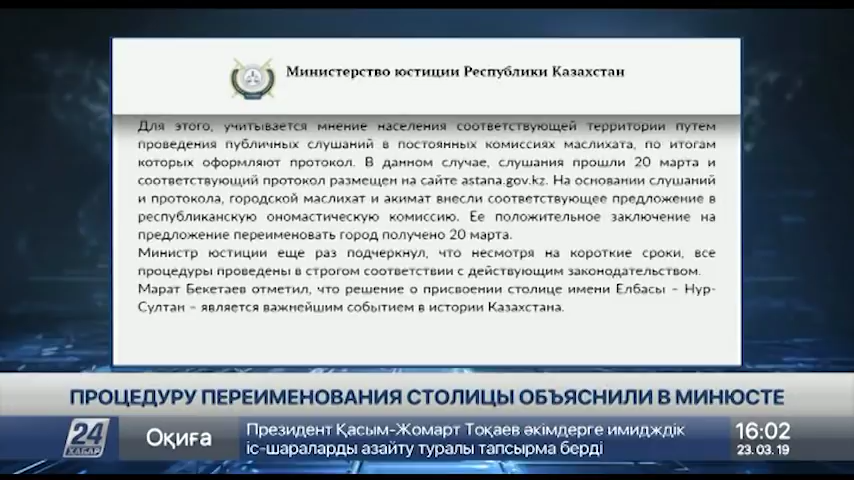 Министерство юстиции Республики Казахстан
Для этого, учитывается мнение населения соответствующей территории путем
проведения публичных слушаний в постоянных комиссиях маслихата, по итогам
которых оформляют протокол. В данном случае, слушания прошли 20 марта и
соответствующий протокол размещен на сайте astana.gov.kz. На основании слушаний
и протокола, городской маслихат и акимат внесли соответствующее предложение в
республиканскую ономастическую комиссию. Ее положительное заключение на
предложение переименовать город получено 20 марта.
Министр юстиции еще раз подчеркнул, что несмотря на короткие сроки, все
процедуры проведены в строгом соответствии с действующим законодательством.
Марат Бекетаев отметил, что решение о присвоении столице имени Елбасы – Нур-
Султан – является важнейшим событием в истории Казахстана.
ПРОЦЕДУРУ ПЕРЕИМЕНОВАНИЯ СТОЛИЦЫ ОБЪЯСНИЛИ В МИНЮСТЕ
24
ХАБАР
Оқиға
Президент Қасым-Жомарт Тоқаев әкімдерге имидждік
іс-шараларды азайту туралы тапсырма берді
16:02
23.03.19